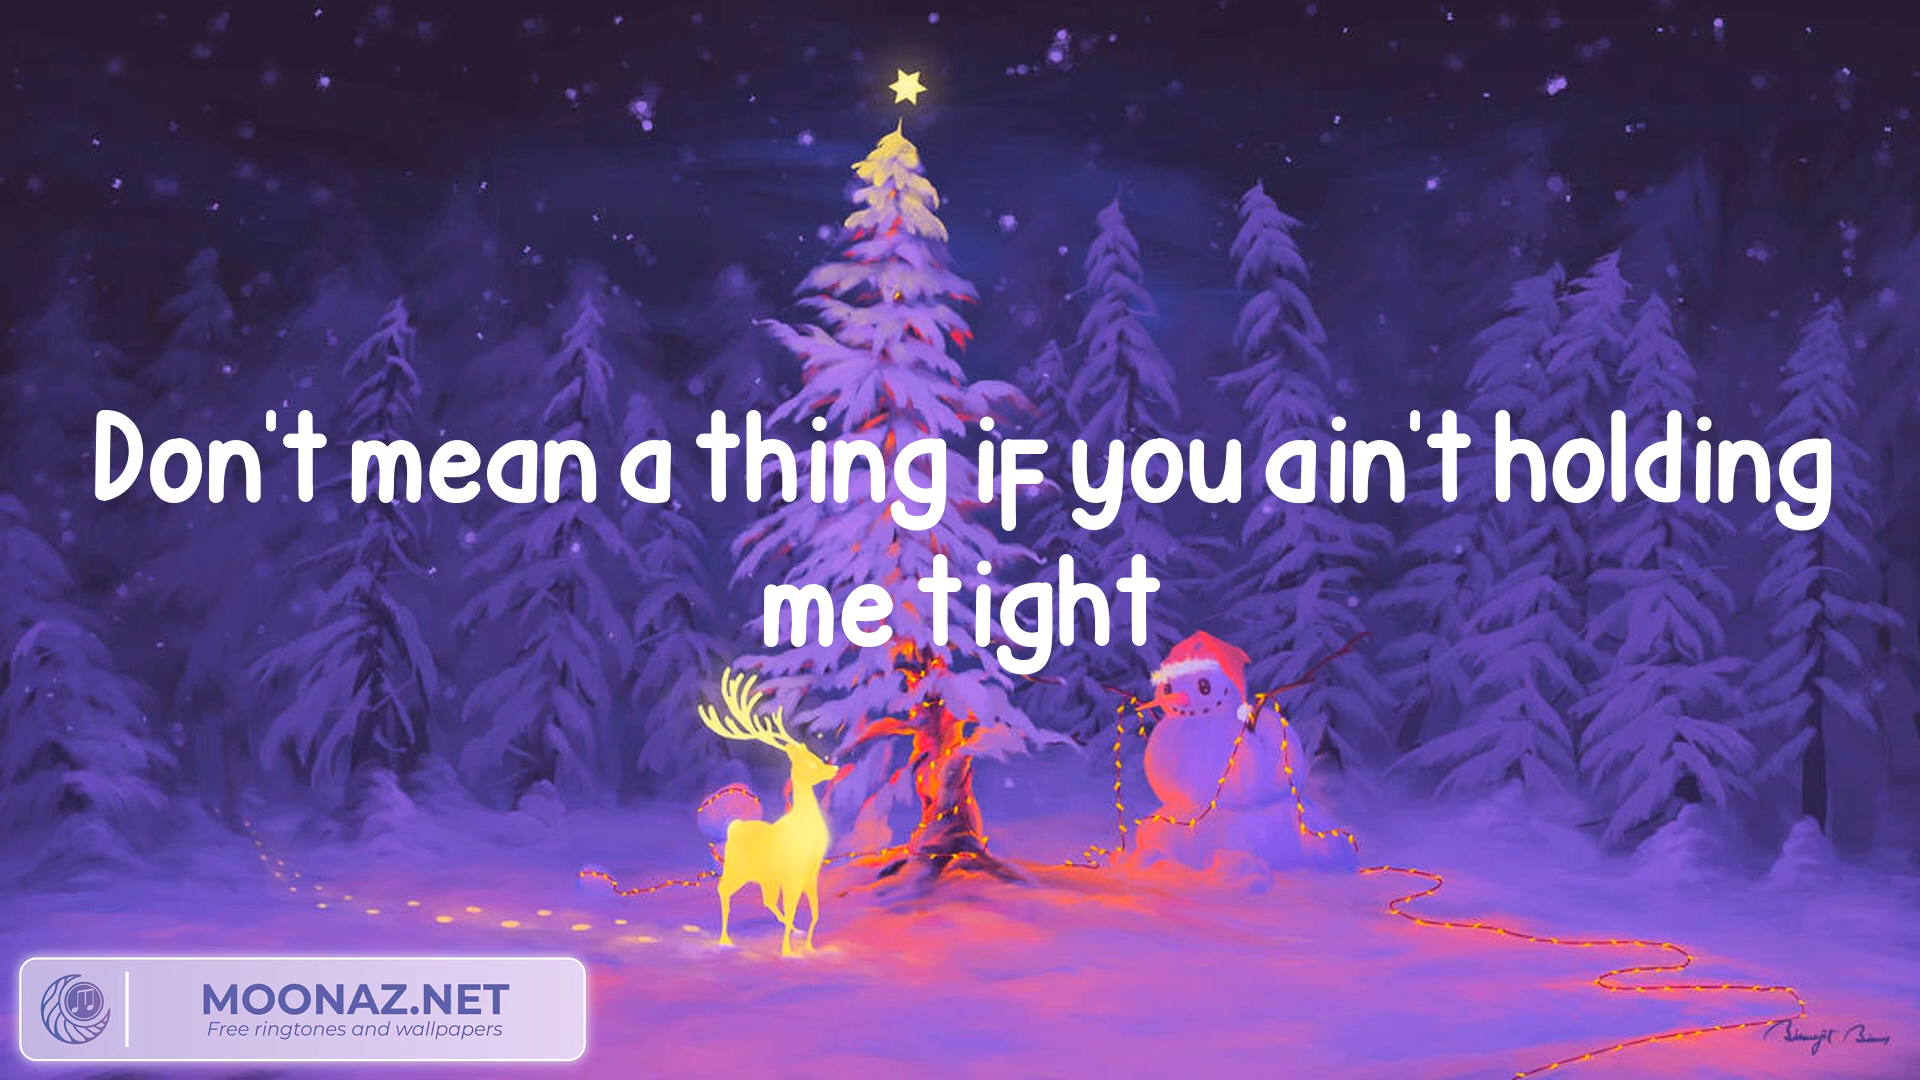 Don't mean a thing if you ain't holding
me tight
MOONAZ.NET
Free ringtones and wallpapers